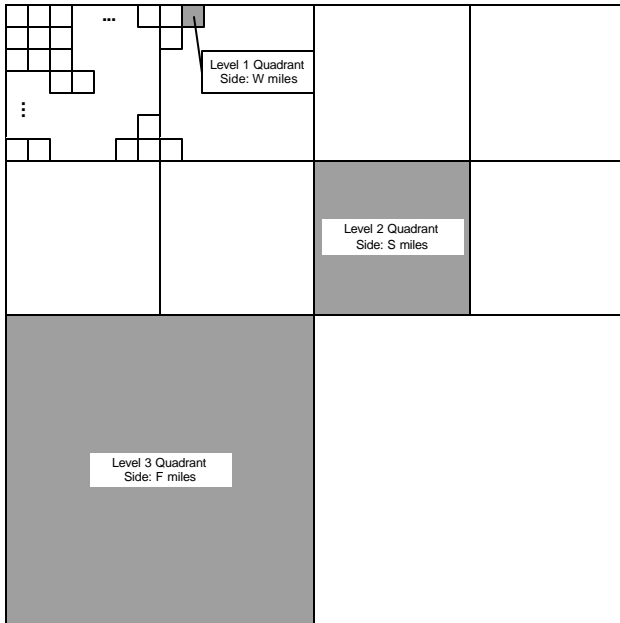 ...
Level 1 Quadrant
Side: W miles
...
Level 2 Quadrant
Side: S miles
Level 3 Quadrant
Side: F miles